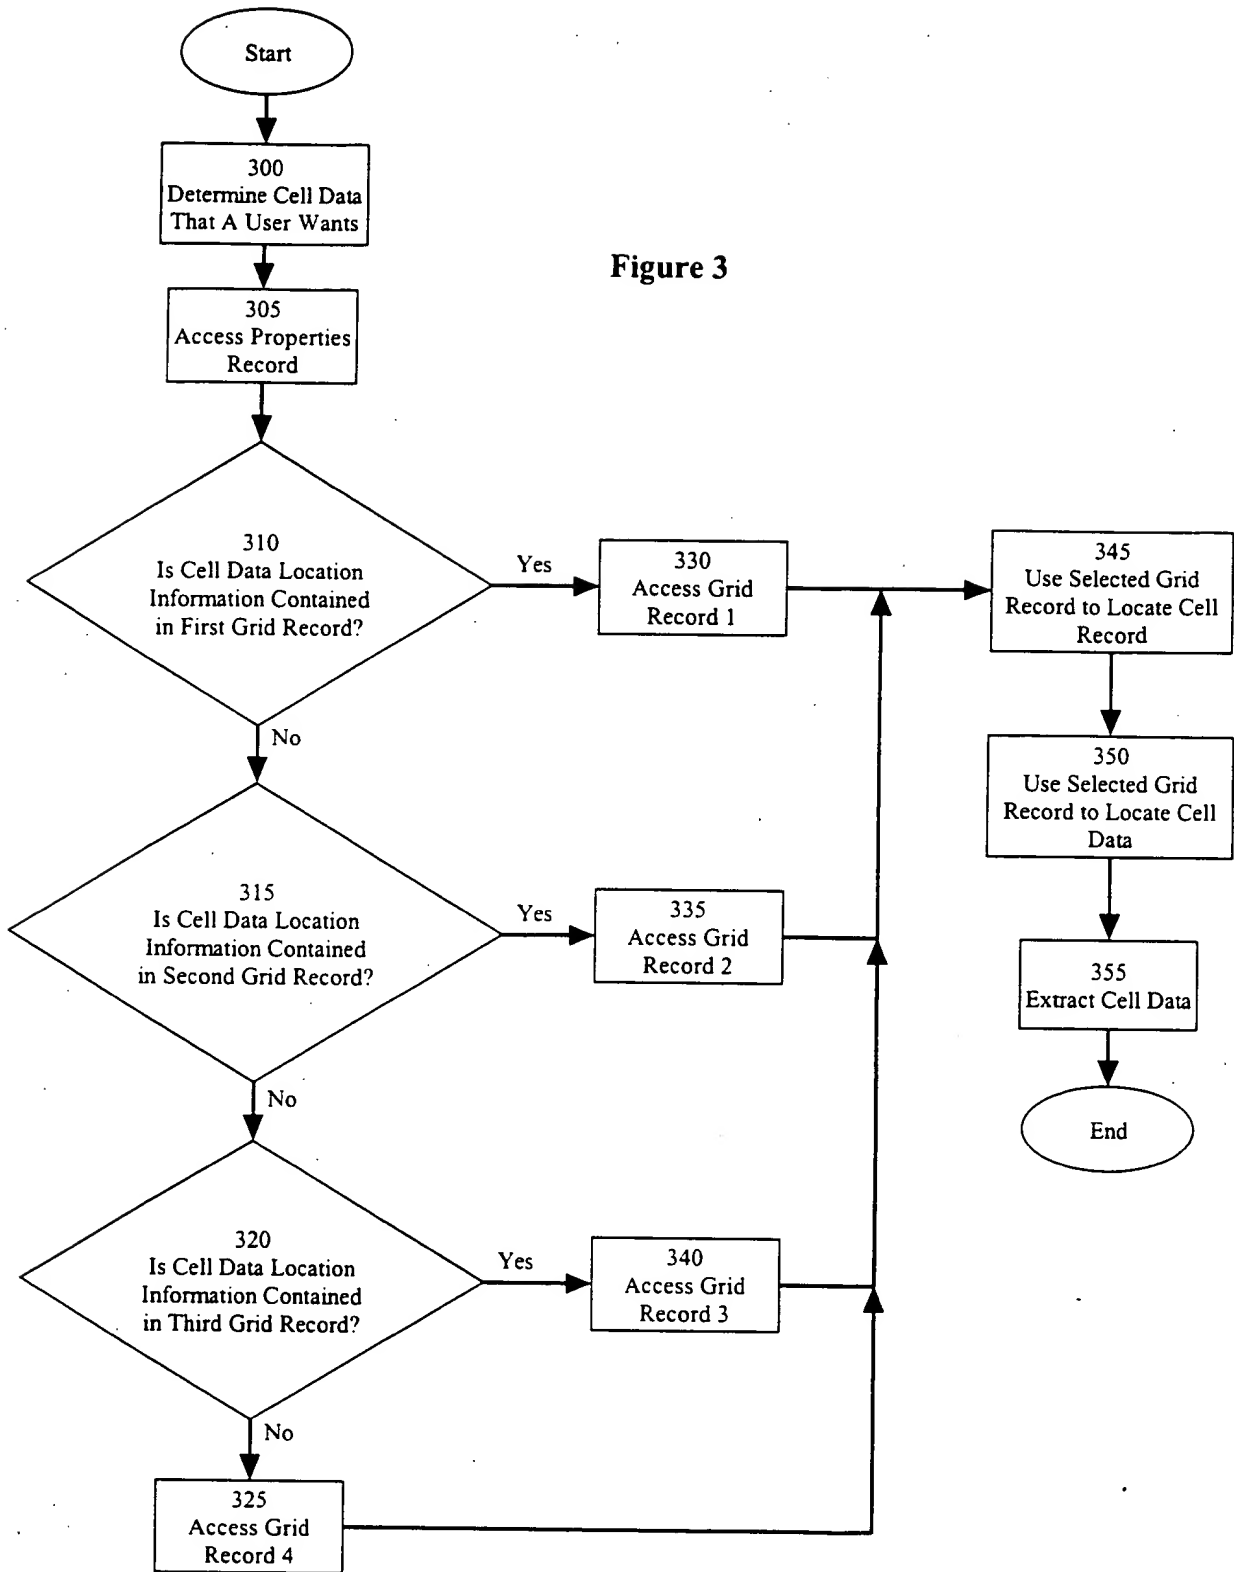 Start
300
Determine Cell Data
That A User Wants
Figure 3
305
Access Properties
Record
310
Is Cell Data Location
Information Contained
in First Grid Record?
Yes
330
Access Grid
Record 1
345
Use Selected Grid
Record to Locate Cell
Record
No
350
Use Selected Grid
Record to Locate Cell
Data
315
Is Cell Data Location
Information Contained
in Second Grid Record?
Yes
335
Access Grid
Record 2
355
Extract Cell Data
No
End
320
Is Cell Data Location
Information Contained
in Third Grid Record?
Yes
340
Access Grid
Record 3
No
325
Access Grid
Record 4